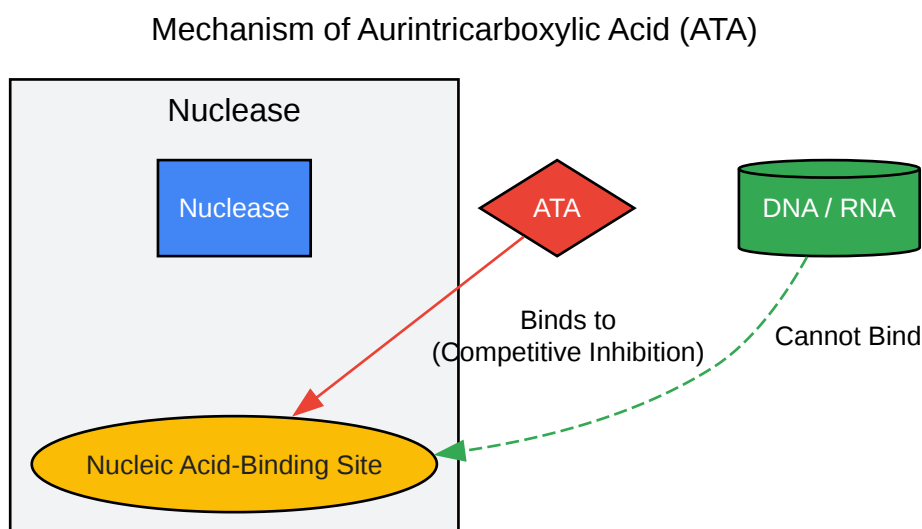 Mechanism of Aurintricarboxylic Acid (ATA)
Nuclease
Nuclease
ATA
DNA / RNA
Binds to
(Competitive Inhibition)
Cannot Bind
Nucleic Acid-Binding Site